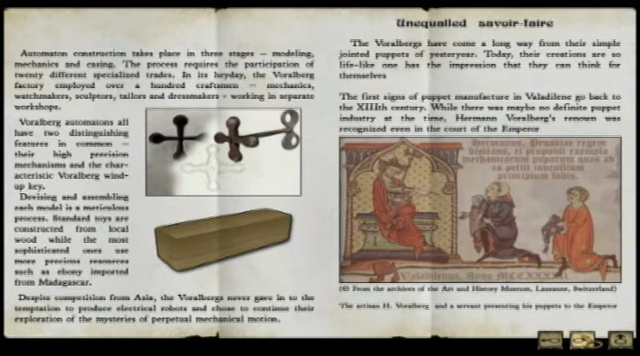 Automaton construction takes place in three stages – modeling,
mechanics and casing. The process requires the participation of
twenty different specialized trades. In its heyday, the Voralberg
factory employed over a hundred craftsmen – mechanics,
watchmakers, sculptors, tailors and dressmakers - working in separate
workshops.
Voralberg automatons all
have two distinguishing
features in common –
their high precision
mechanisms and the char-
acteristic Voralberg wind-
up key.
Devising and assembling
each model is a meticulous
process. Standard toys are
constructed from local
wood while the most
sophisticated ones use
more precious resources
such as ebony imported
from Madagascar.
Despite competition from Asia, the Voralbergs never gave in to the
temptation to produce electrical robots and chose to continue their
exploration of the mysteries of perpetual mechanical motion.
Unequalled savoir-faire
The Voralbergs have come a long way from their simple
jointed puppets of yesteryear. Today, their creations are so
life-like one has the impression that they can think for
themselves
The first signs of puppet manufacture in Valadilene go back to
the XIIIth century. While there was maybe no definite puppet
industry at the time, Hermann Voralberg's renown was
recognized even in the court of the Emperor
(© From the archives of the Art and History Museum, Lausanne, Switzerland)
The artisan H. Voralberg and a servant presenting his puppets to the Emperor